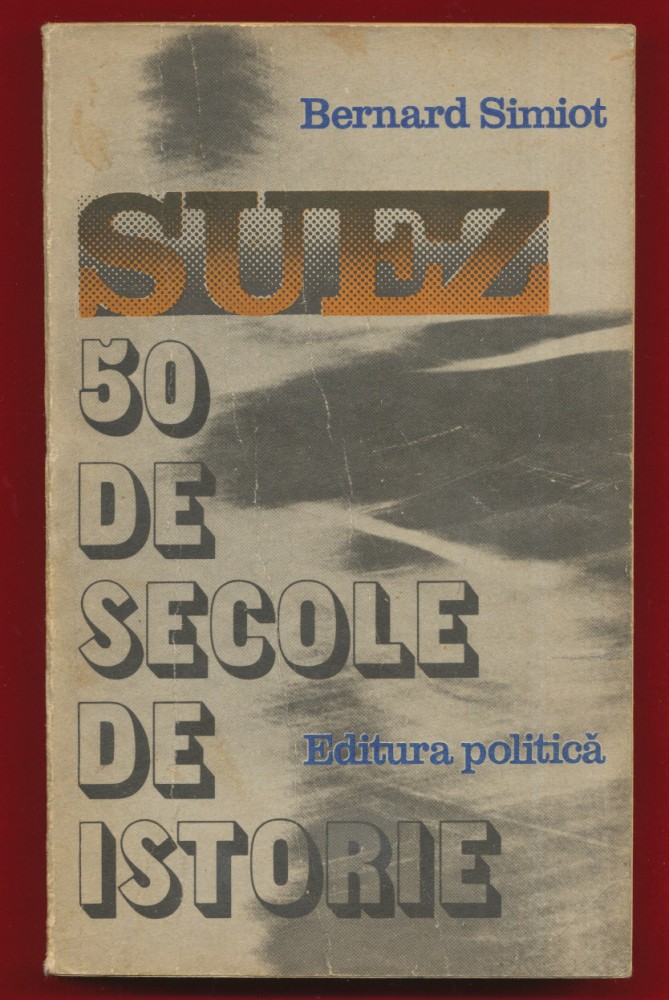 Bernard Simiot
SUEZ
50
DE
SECOLE
DE
Editura politică
ISTORIE